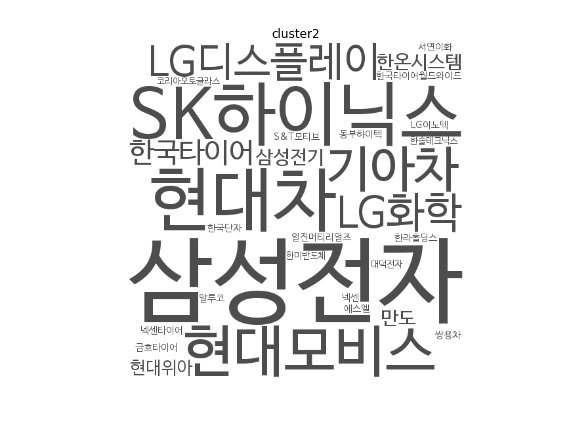 cluster2
서연이화
LG디스플레이
한온시스템
코리아오토글라스
한국타이어월드와이드
SK하이닉스
LG이노텍
S&T모티브
동부하이텍
한솔테크닉스
한국타이어
삼성전기
기아차
현대차
LG화학
한국단자
일진머티리얼즈
한라홀딩스
삼성전자
한미반도체
대덕전자
알루코
넥센
에스엘
만도
넥센타이어
쌍용차
금호타이어
현대모비스
현대위아